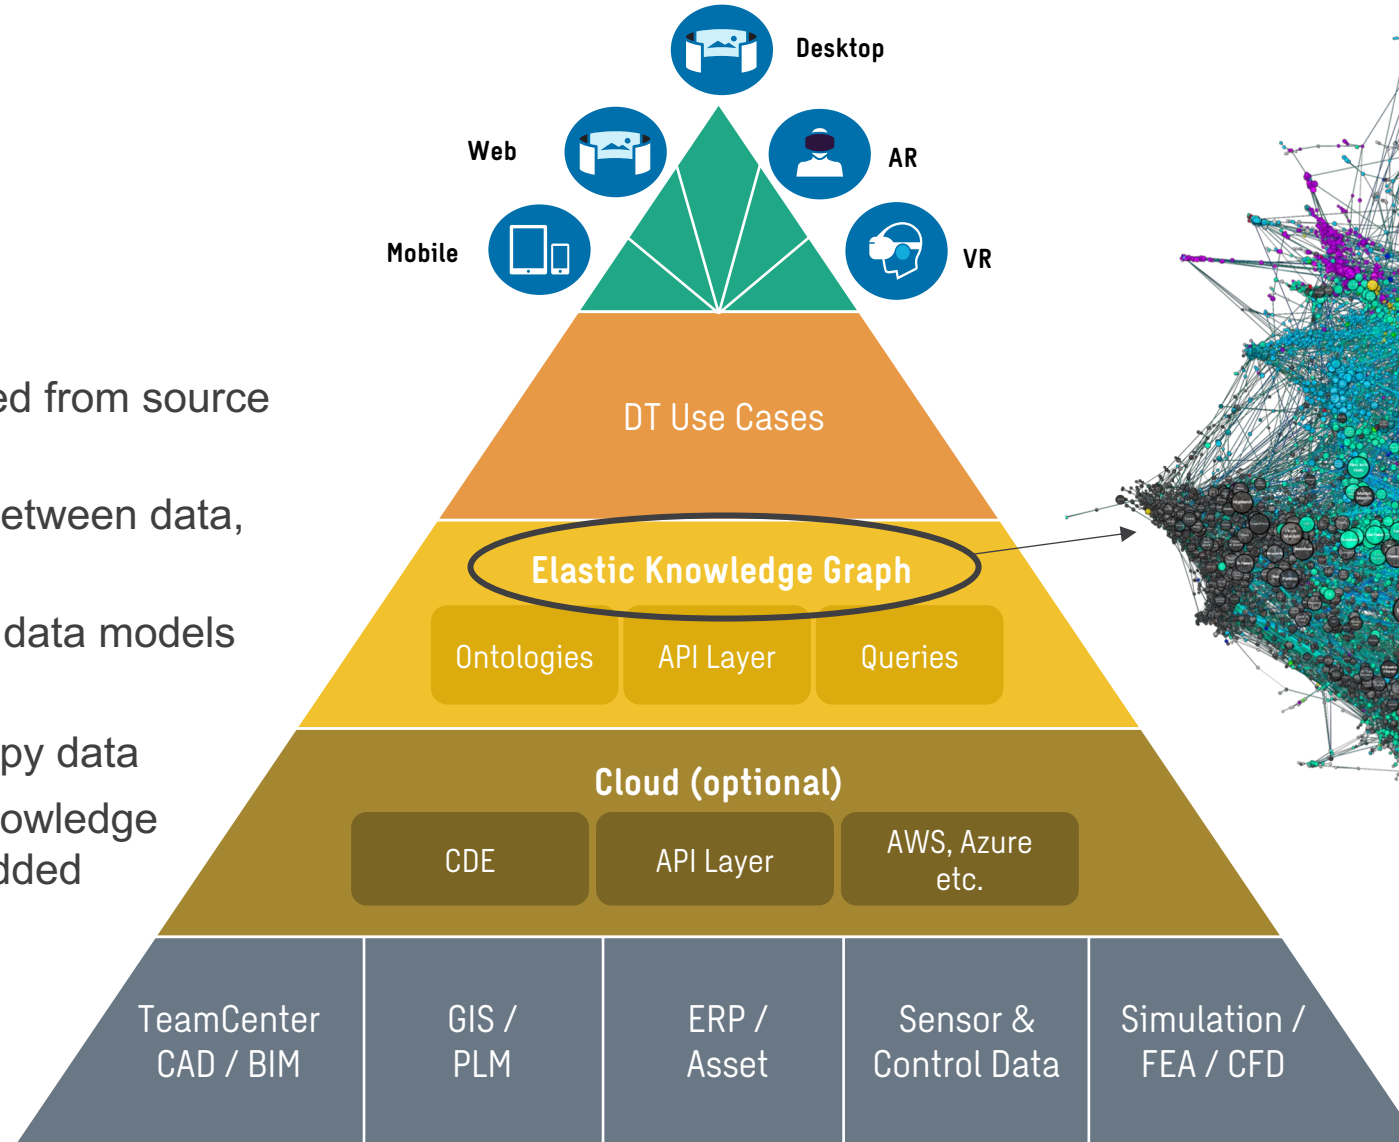 Desktop
Web
AR
Mobile
VR
ed from source
etween data,
data models
py data
owledge
dded
DT Use Cases
Elastic Knowledge Graph
Ontologies
API Layer
Queries
Cloud (optional)
CDE
API Layer
AWS, Azure
etc.
TeamCenter
CAD / BIM
GIS /
PLM
ERP /
Asset
Sensor &
Control Data
Simulation /
FEA / CFD